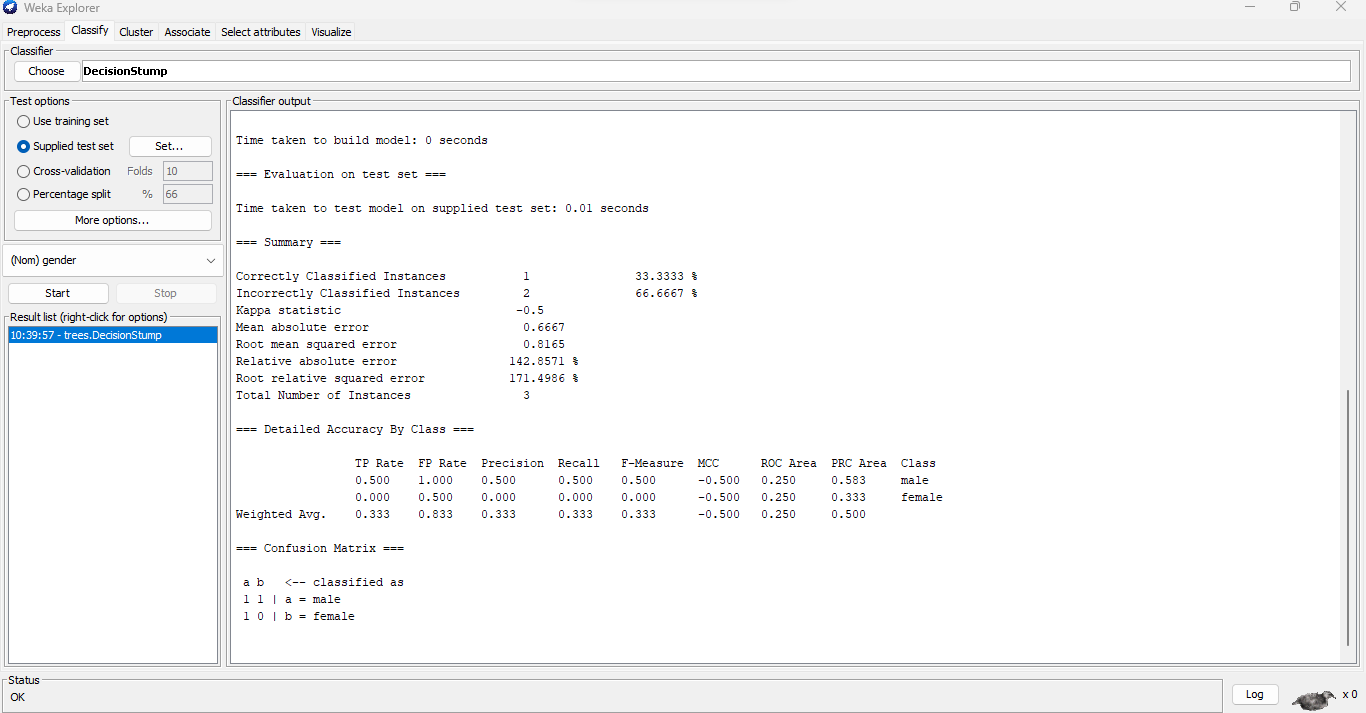 Weka Explorer
Preprocess Classify Cluster Associate Select attributes Visualize
Classifier
Choose DecisionStump
Test options
Use training set
Supplied test set Set...
Cross-validation Folds 10
Percentage split % 66
More options...
(Nom) gender
Start Stop
Result list (right-click for options)
10:39:57 - trees.DecisionStump
Classifier output
Time taken to build model: 0 seconds
=== Evaluation on test set ===
Time taken to test model on supplied test set: 0.01 seconds
=== Summary ===
Correctly Classified Instances 1 33.3333 %
Incorrectly Classified Instances 2 66.6667 %
Kappa statistic -0.5
Mean absolute error 0.6667
Root mean squared error 0.8165
Relative absolute error 142.8571 %
Root relative squared error 171.4986 %
Total Number of Instances 3
=== Detailed Accuracy By Class ===
TP Rate FP Rate Precision Recall F-Measure MCC ROC Area PRC Area Class
0.500 1.000 0.500 0.500 0.500 -0.500 0.250 0.583 male
0.000 0.500 0.000 0.000 0.000 -0.500 0.250 0.333 female
Weighted Avg. 0.333 0.833 0.333 0.333 0.333 -0.500 0.250 0.500
=== Confusion Matrix ===
a b <-- classified as
1 1 | a = male
1 0 | b = female
Status
OK
Log x 0